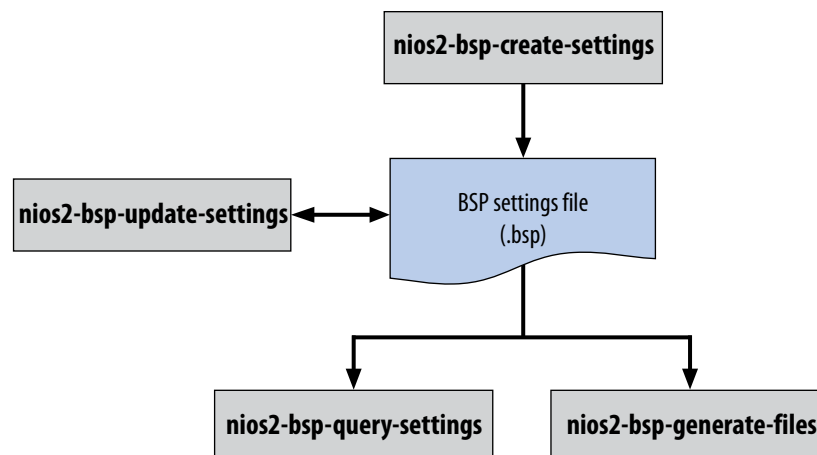 nios2-bsp-create-settings
nios2-bsp-update-settings
BSP settings file
(.bsp)
nios2-bsp-query-settings
nios2-bsp-generate-files